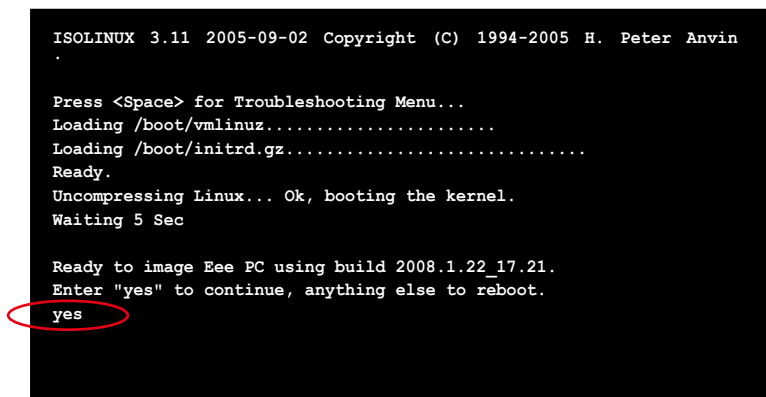 ISOLINUX 3.11 2005-09-02 Copyright (C) 1994-2005 H. Peter Anvin
.
Press <Space> for Troubleshooting Menu...
Loading /boot/vmlinuz.......................
Loading /boot/initrd.gz.............................
Ready.
Uncompressing Linux... Ok, booting the kernel.
Waiting 5 Sec
Ready to image Eee PC using build 2008.1.22_17.21.
Enter "yes" to continue, anything else to reboot.
yes